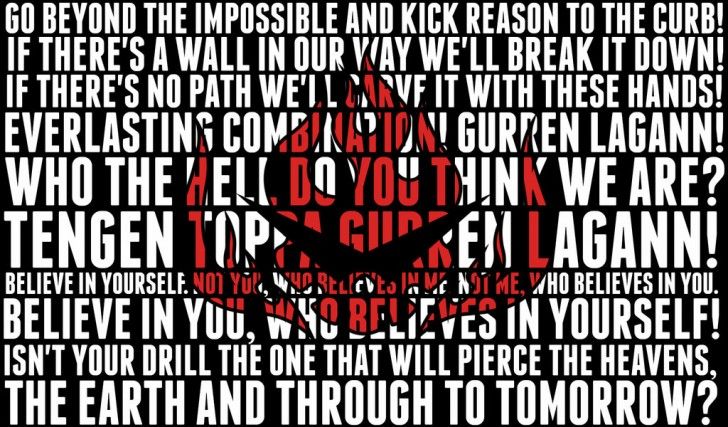 GO BEYOND THE IMPOSSIBLE AND KICK REASON TO THE CURB!
IF THERE'S A WALL IN OUR WAY WE'LL BREAK IT DOWN!
IF THERE'S NO PATH WE'LL CARVE IT WITH THESE HANDS!
EVERLASTING COMBINATION! GURREN LAGANN!
WHO THE HELL DO YOU THINK WE ARE?
TENGEN TOPPA GURREN LAGANN!
BELIEVE IN YOURSELF. NOT YOU, WHO BELIEVES IN ME. NOT ME, WHO BELIEVES IN YOU.
BELIEVE IN YOU, WHO BELIEVES IN YOURSELF!
ISN'T YOUR DRILL THE ONE THAT WILL PIERCE THE HEAVENS,
THE EARTH AND THROUGH TO TOMORROW?